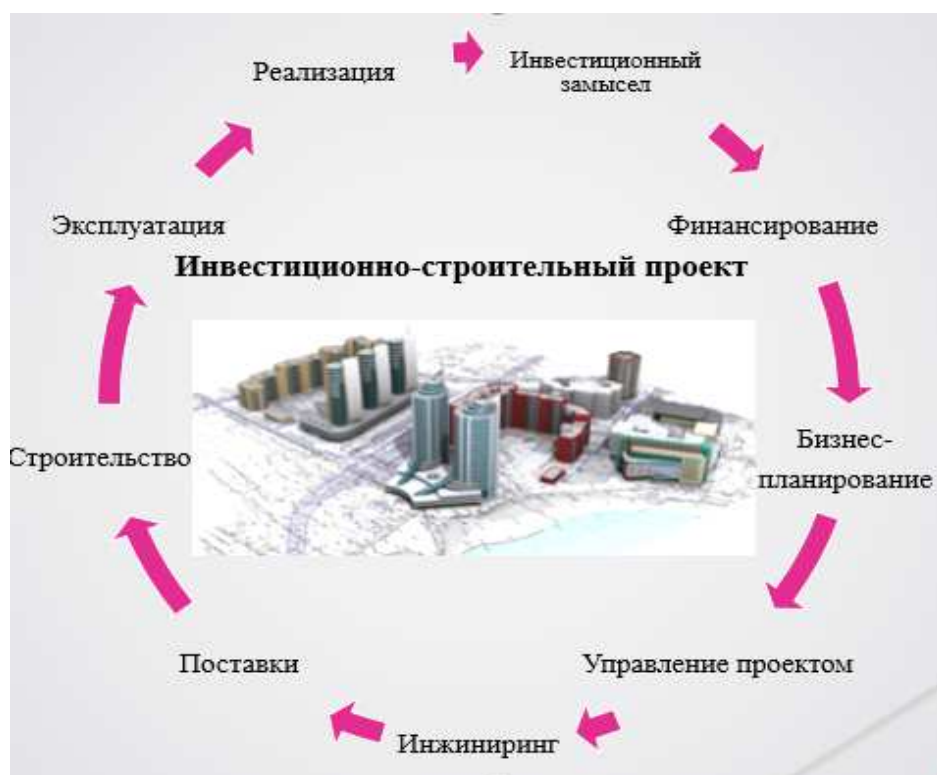 Реализация
Инвестиционный
замысел
Эксплуатация
Финансирование
Инвестиционно-строительный проект
Строительство
Бизнес-
планирование
Поставки
Управление проектом
Инжиниринг